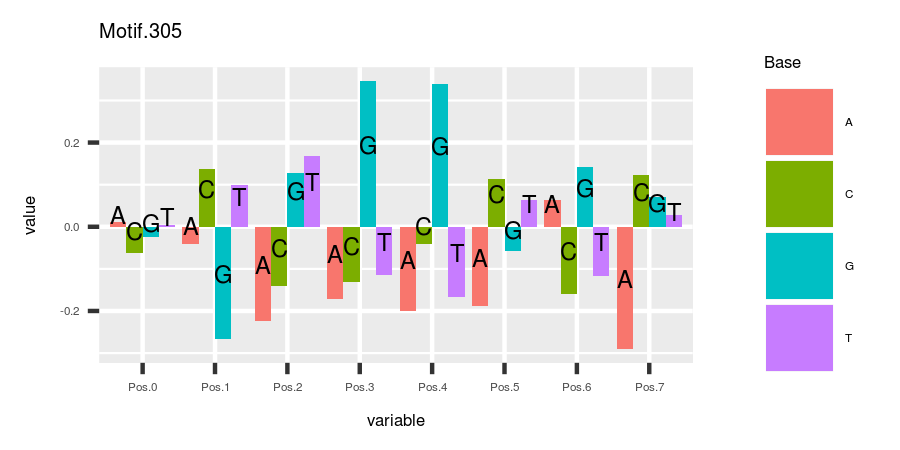 Motif.305
value
0.2
0.0
-0.2
A C G T
A C G T
A C G T
A C G T
A C G T
A C G T
A C G T
A C G T
Pos.0 Pos.1 Pos.2 Pos.3 Pos.4 Pos.5 Pos.6 Pos.7
variable
Base
A
C
G
T